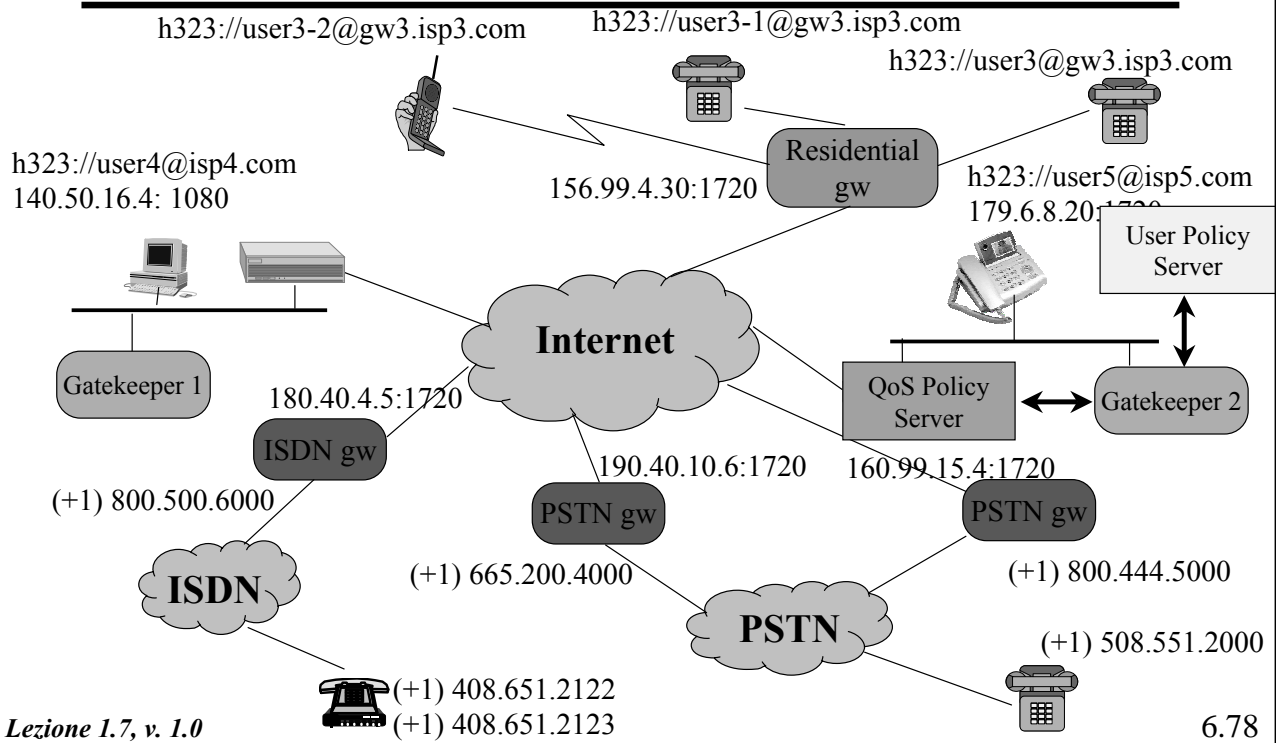 h323://user3-2@gw3.isp3.com
h323://user3-1@gw3.isp3.com
h323://user3@gw3.isp3.com
h323://user4@isp4.com
140.50.16.4: 1080
156.99.4.30:1720
Residential
gw
h323://user5@isp5.com
179.6.8.20:1720
User Policy
Server
Internet
Gatekeeper 1
180.40.4.5:1720
QoS Policy
Server
Gatekeeper 2
ISDN gw
190.40.10.6:1720
160.99.15.4:1720
(+1) 800.500.6000
PSTN gw
PSTN gw
(+1) 665.200.4000
(+1) 800.444.5000
ISDN
PSTN
(+1) 508.551.2000
(+1) 408.651.2122
(+1) 408.651.2123
Lezione 1.7, v. 1.0
6.78